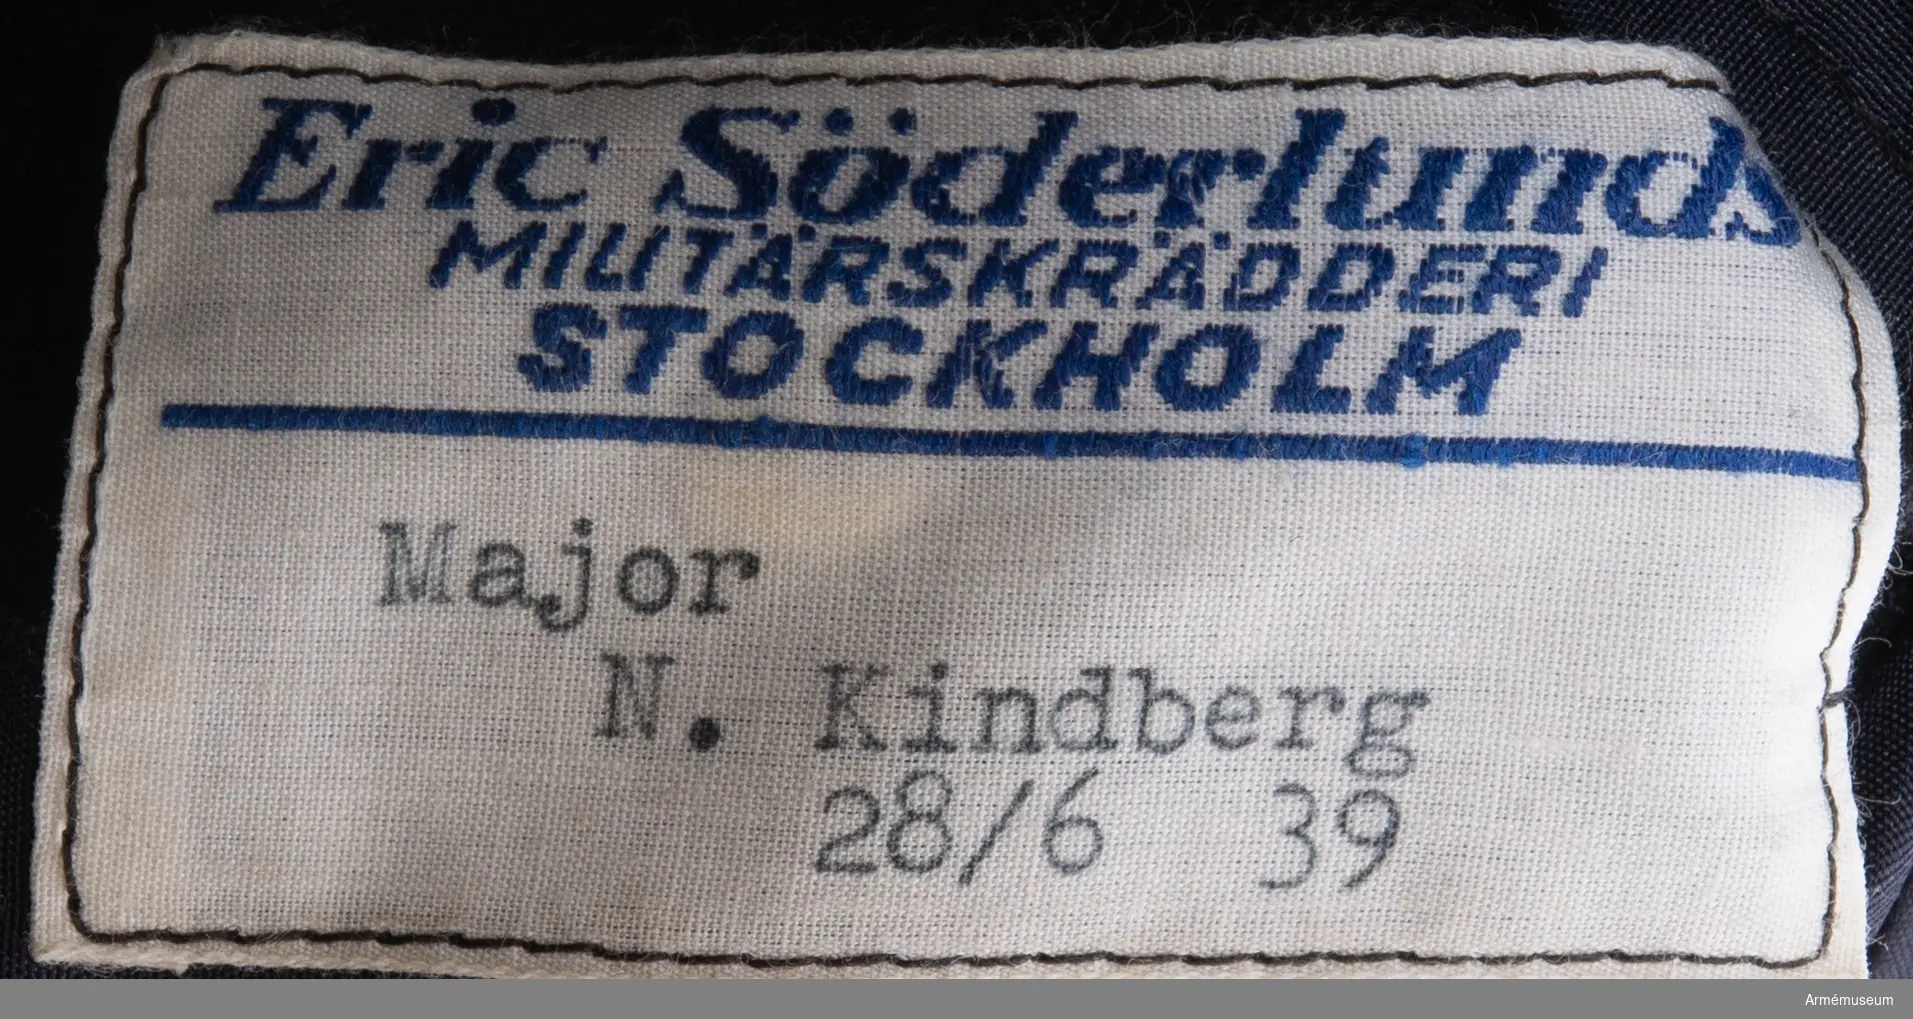 Eric Söderlunds
MILITÄRSKRÄDDERI
STOCKHOLM
Major
N. Kindberg
28/6 39
Armémuseum